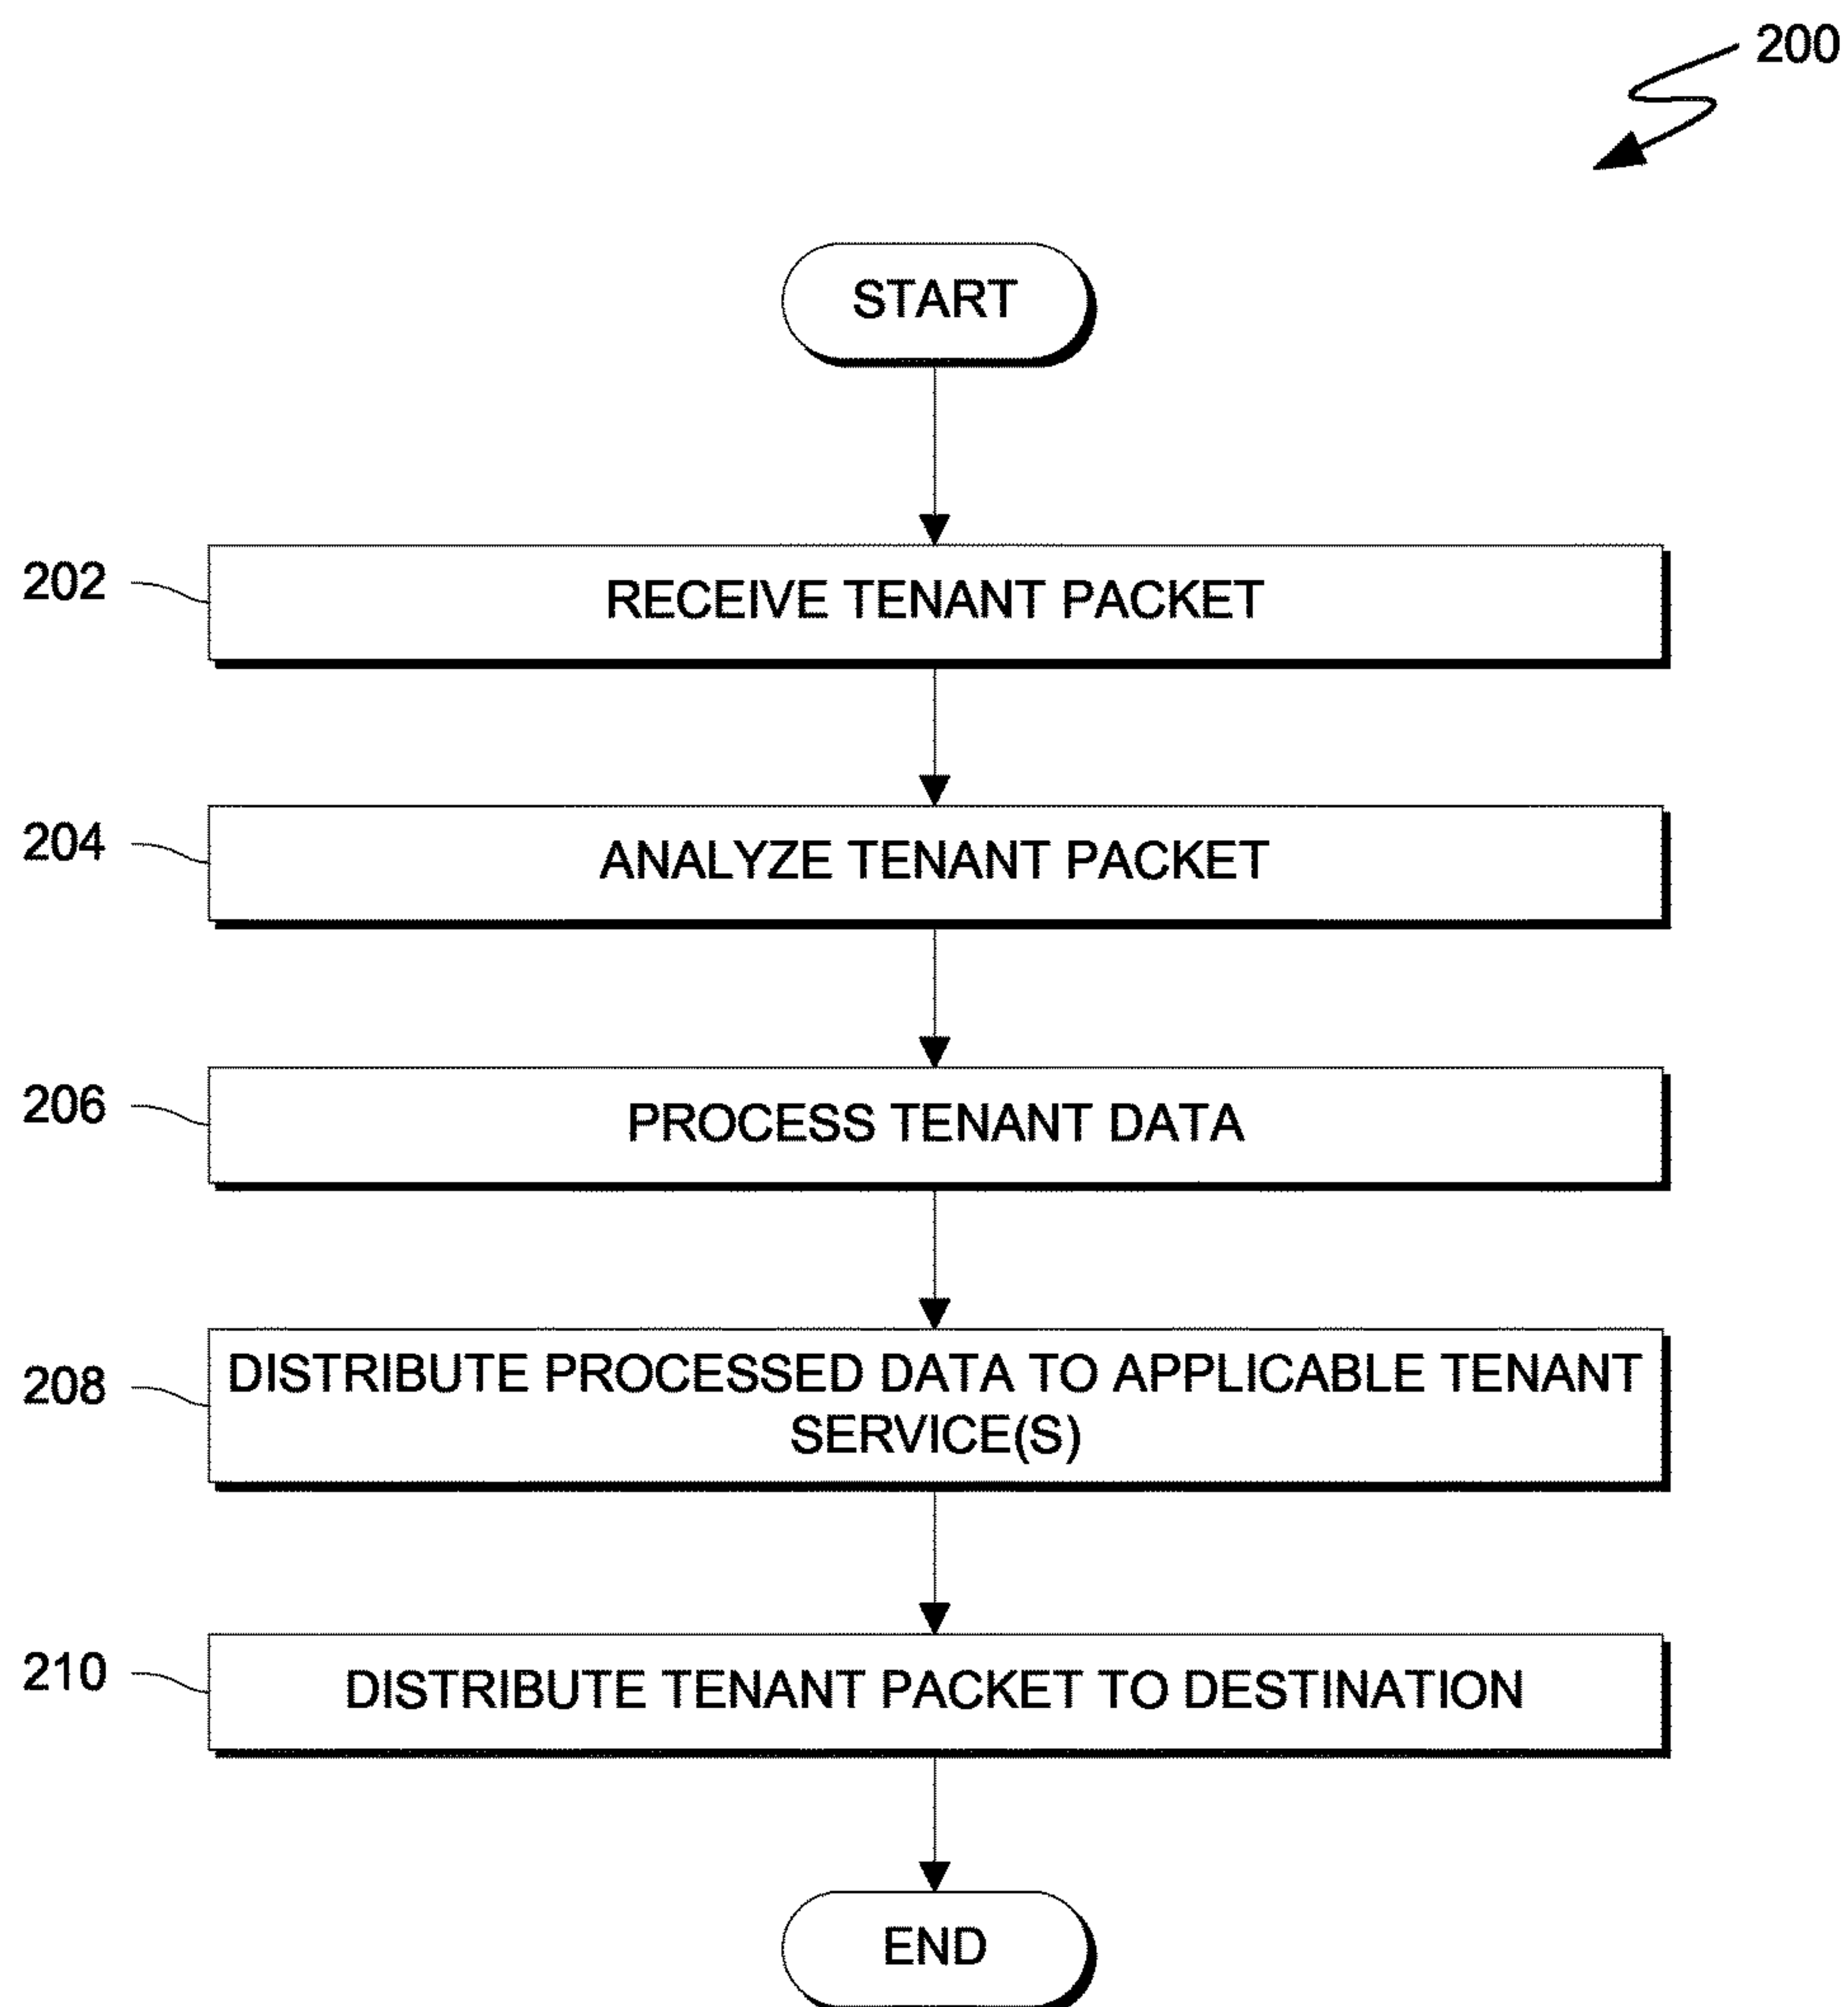 200
START
202
RECEIVE TENANT PACKET
204
ANALYZE TENANT PACKET
206
PROCESS TENANT DATA
208
DISTRIBUTE PROCESSED DATA TO APPLICABLE TENANT
SERVICE(S)
210
DISTRIBUTE TENANT PACKET TO DESTINATION
END